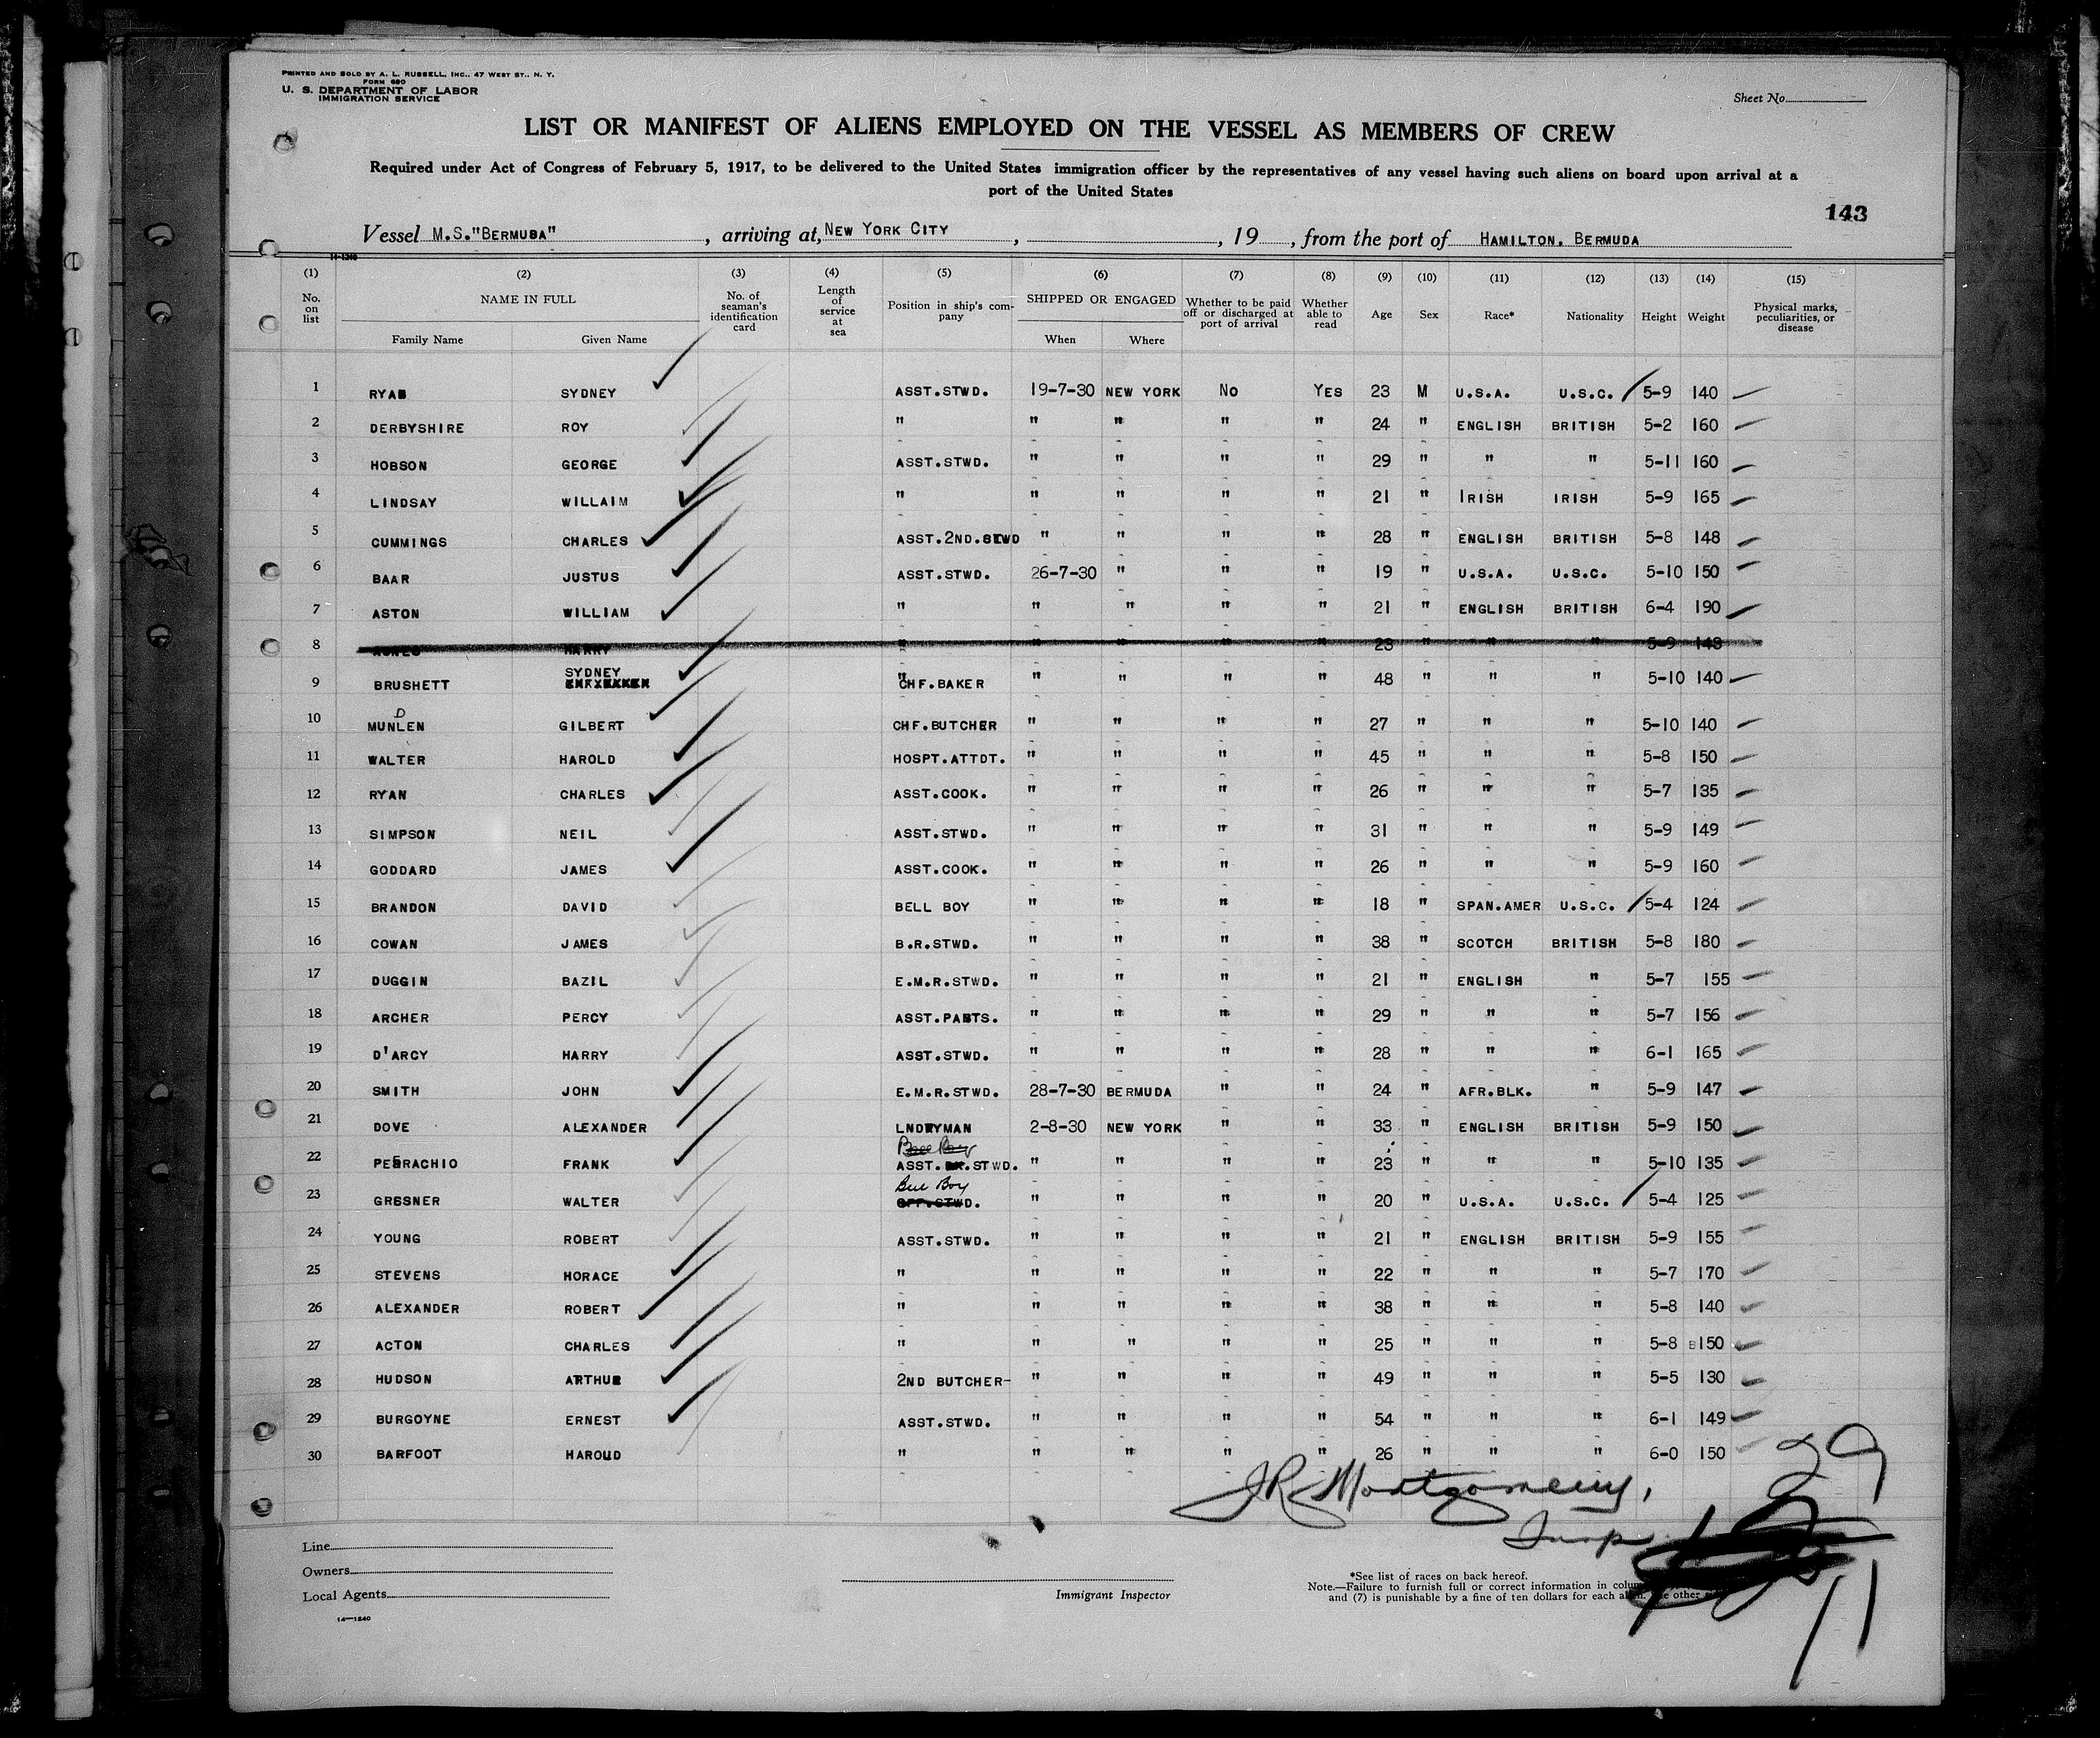 PRINTED AND SOLD BY A. L. RUSSELL, INC., 47 WEST ST., N. Y.
FORM 680
U. S. DEPARTMENT OF LABOR
IMMIGRATION SERVICE
Sheet No.
LIST OR MANIFEST OF ALIENS EMPLOYED ON THE VESSEL AS MEMBERS OF CREW
Required under Act of Congress of February 5, 1917, to be delivered to the United States immigration officer by the representatives of any vessel having such aliens on board upon arrival at a
port of the United States
143
Vessel M.S."BERMUDA", arriving at, NEW YORK CITY, , 19 , from the port of HAMILTON. BERMUDA
14-1240
(1) (2) (3) (4) (5) (6) (7) (8) (9) (10) (11) (12) (13) (14) (15)
No. on list NAME IN FULL Family Name Given Name No. of seaman's identification card Length of service at sea Position in ship's company SHIPPED OR ENGAGED When Where Whether to be paid off or discharged at port of arrival Whether able to read Age Sex Race* Nationality Height Weight Physical marks, peculiarities, or disease
1 RYAN SYDNEY ASST.STWD. 19-7-30 NEW YORK NO YES 23 M U.S.A. U.S.C. 5-9 140
2 DERBYSHIRE ROY " " " " " 24 " ENGLISH BRITISH 5-2 160
3 HOBSON GEORGE ASST.STWD. " " " " 29 " " " 5-11 160
4 LINDSAY WILLAIM " " " " " 21 " IRISH IRISH 5-9 165
5 CUMMINGS CHARLES ASST.2ND.STWD " " " " 28 " ENGLISH BRITISH 5-8 148
6 BAAR JUSTUS ASST.STWD. 26-7-30 " " " 19 " U.S.A. U.S.C. 5-10 150
7 ASTON WILLIAM " " " " " 21 " ENGLISH BRITISH 6-4 190
8 HARRY " " " " " 23 " " " 5-9 143
9 BRUSHETT SYDNEY " CHF.BAKER " " " " 48 " " " 5-10 140
D
10 MUNLEN GILBERT CHF.BUTCHER " " " " 27 " " " 5-10 140
11 WALTER HAROLD HOSPT.ATTDT. " " " " 45 " " " 5-8 150
12 RYAN CHARLES ASST.COOK. " " " " 26 " " " 5-7 135
13 SIMPSON NEIL ASST.STWD. " " " " 31 " " " 5-9 149
14 GODDARD JAMES ASST.COOK. " " " " 26 " " " 5-9 160
15 BRANDON DAVID BELL BOY " " " " 18 " SPAN.AMER U.S.C. 5-4 124
16 COWAN JAMES B.R.STWD. " " " " 38 " SCOTCH BRITISH 5-8 180
17 DUGGIN BAZIL E.M.R.STWD. " " " " 21 " ENGLISH " 5-7 155
18 ARCHER PERCY ASST.PANTS. " " " " 29 " " " 5-7 156
19 D'ARCY HARRY ASST.STWD. " " " " 28 " " " 6-1 165
20 SMITH JOHN E.M.R.STWD. 28-7-30 BERMUDA " " 24 " AFR.BLK. " 5-9 147
21 DOVE ALEXANDER LNDRYMAN 2-8-30 NEW YORK " " 33 " ENGLISH BRITISH 5-9 150
22 PERRACHIO FRANK ASST. .STWD. " " " " 23 " " " 5-10 135
Bell Boy
23 GRBSNER WALTER OFF.STWD. " " " " 20 " U.S.A. U.S.C. 5-4 125
24 YOUNG ROBERT ASST.STWD. " " " " 21 " ENGLISH BRITISH 5-9 155
25 STEVENS HORACE " " " " " 22 " " " 5-7 170
26 ALEXANDER ROBERT " " " " " 38 " " " 5-8 140
27 ACTON CHARLES " " " " " 25 " " " 5-8 150
28 HUDSON ARTHUR 2ND BUTCHER- " " " " 49 " " " 5-5 130
29 BURGOYNE ERNEST ASST.STWD. " " " " 54 " " " 6-1 149
30 BARFOOT HAROLD " " " " " 26 " " " 6-0 150
29
JR Montgomery,
Insp
11
Line
Owners
Local Agents
14-1240
Immigrant Inspector
*See list of races on back hereof.
Note.—Failure to furnish full or correct information in
and (7) is punishable by a fine of ten dollars for each alien. other